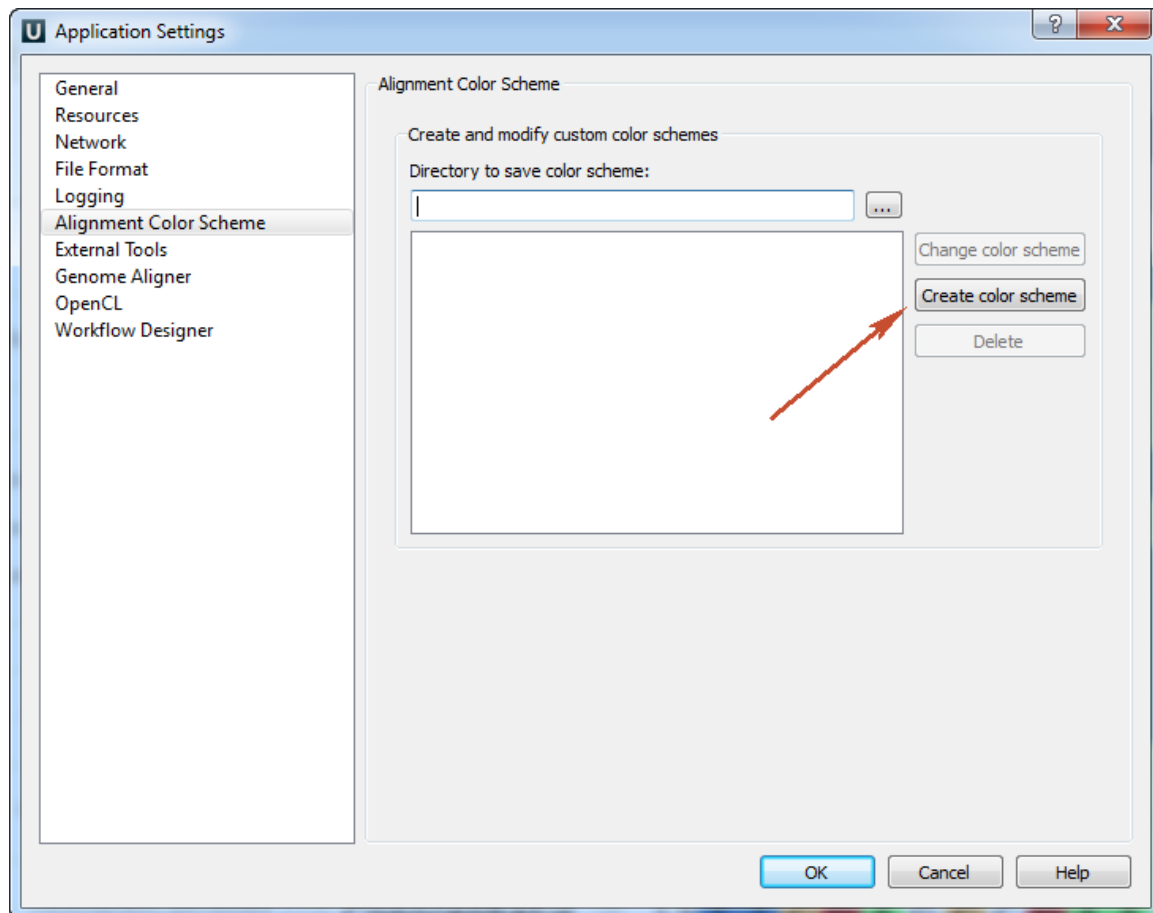 U Application Settings
General
Resources
Network
File Format
Logging
Alignment Color Scheme
External Tools
Genome Aligner
OpenCL
Workflow Designer
Alignment Color Scheme
Create and modify custom color schemes
Directory to save color scheme:
...
Change color scheme
Create color scheme
Delete
OK Cancel Help